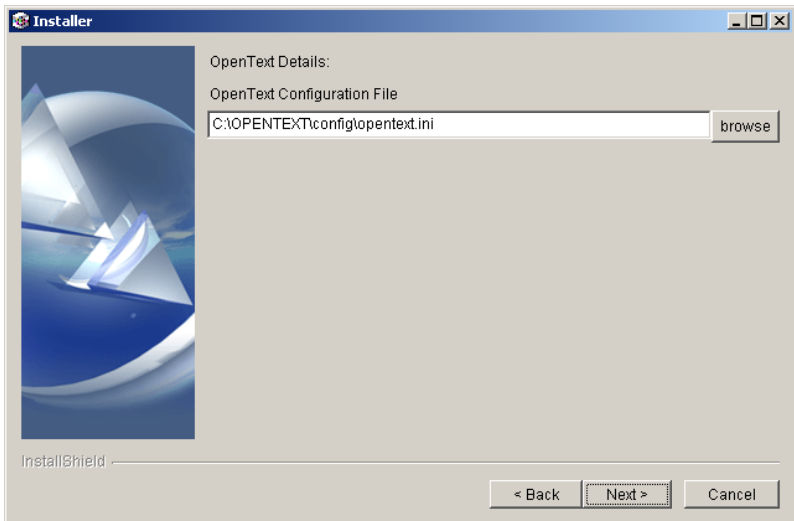 Installer
OpenText Details:
OpenText Configuration File
C:\OPENTEXT\config\opentext.ini
browse
InstallShield
< Back
Next >
Cancel